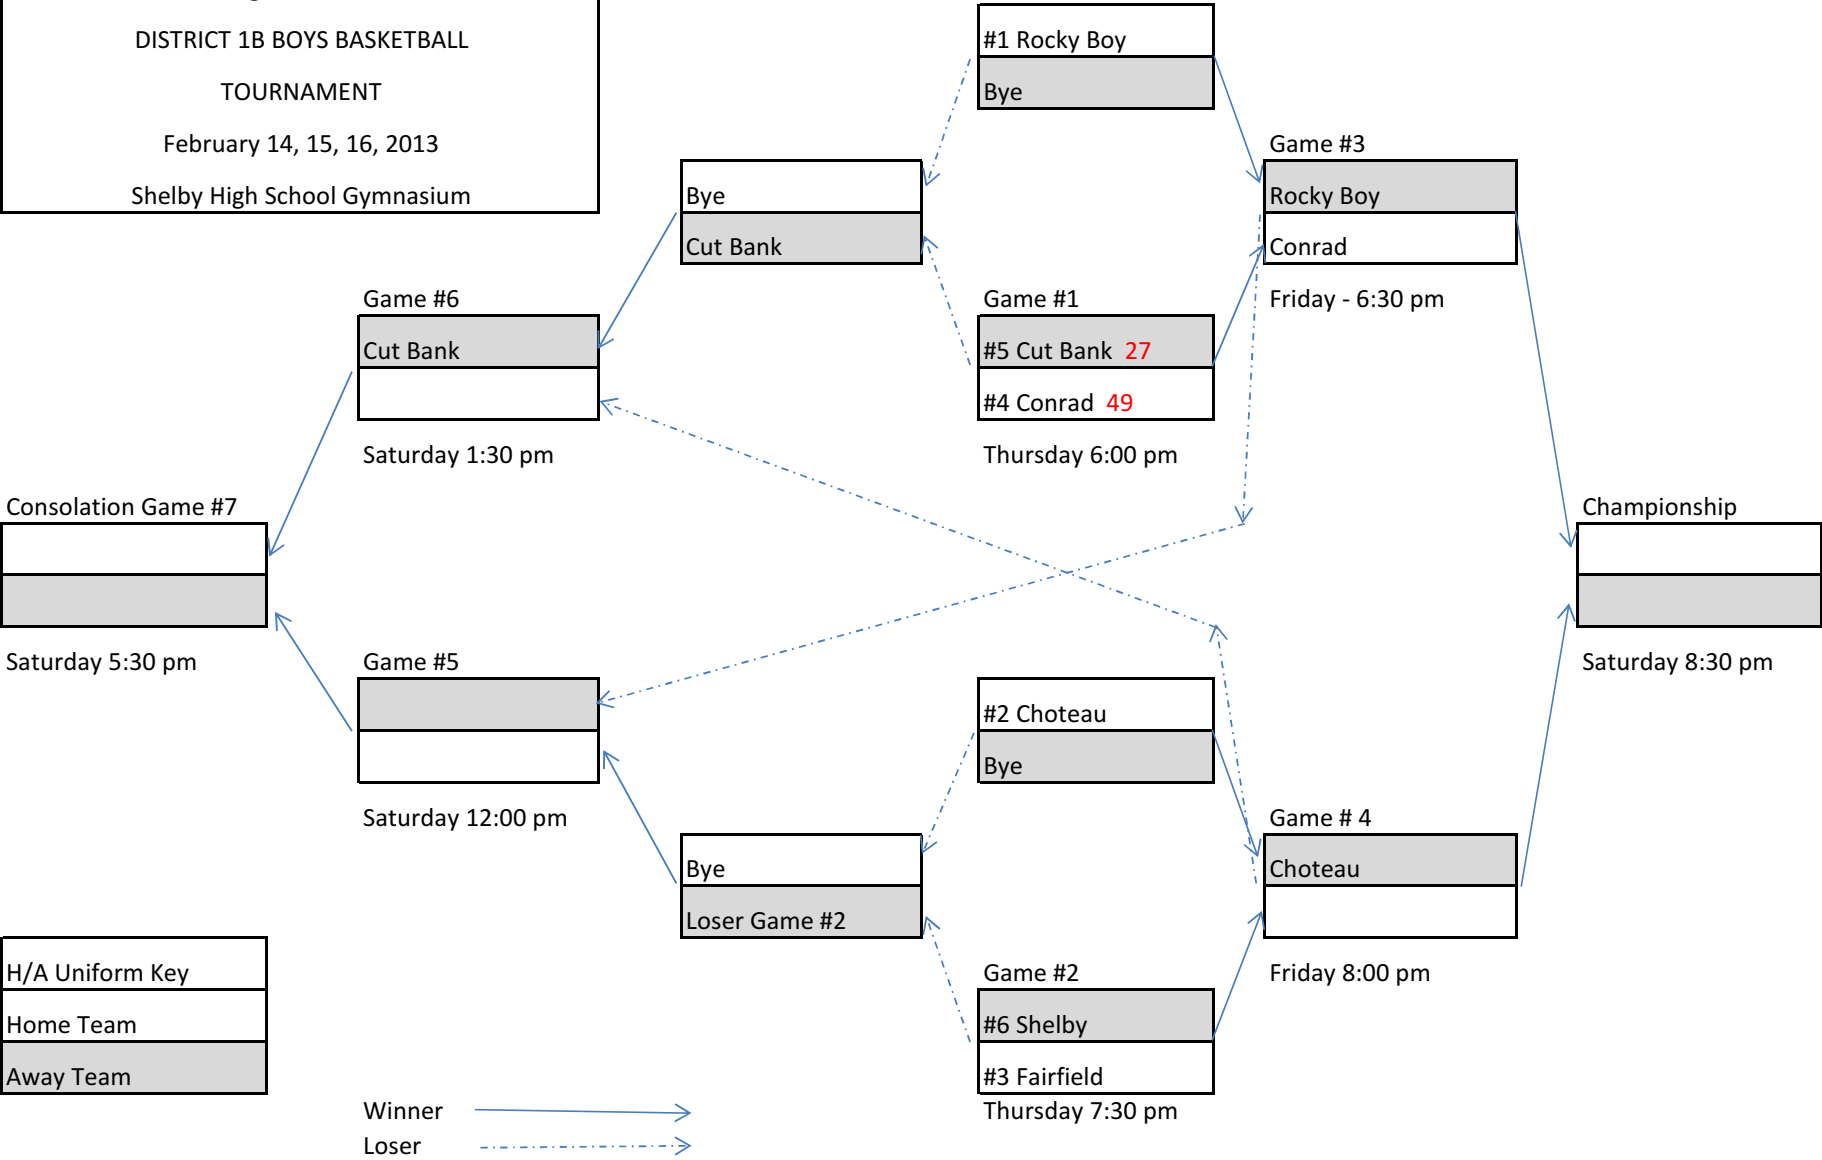 DISTRICT 1B BOYS BASKETBALL
TOURNAMENT
February 14, 15, 16, 2013
Shelby High School Gymnasium
#1 Rocky Boy
Bye
Game #3
Rocky Boy
Conrad
Friday - 6:30 pm
Bye
Cut Bank
Game #6
Cut Bank
Saturday 1:30 pm
Game #1
#5 Cut Bank 27
#4 Conrad 49
Thursday 6:00 pm
Consolation Game #7
Saturday 5:30 pm
Championship
Saturday 8:30 pm
Game #5
Saturday 12:00 pm
#2 Choteau
Bye
Game # 4
Choteau
Friday 8:00 pm
Bye
Loser Game #2
Game #2
#6 Shelby
#3 Fairfield
Thursday 7:30 pm
H/A Uniform Key
Home Team
Away Team
Winner
Loser